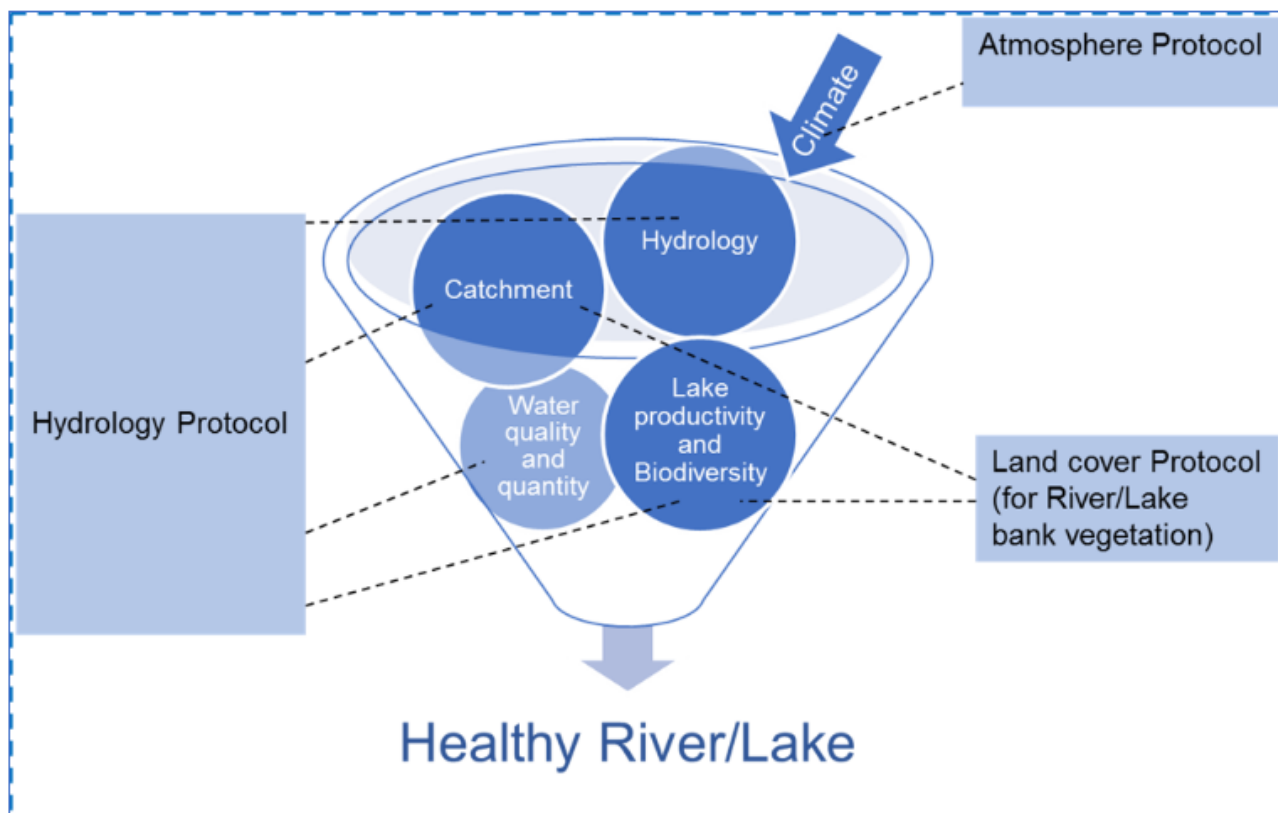 Atmosphere Protocol
Climate
Hydrology
Catchment
Hydrology Protocol
Water
quality
and
quantity
Lake
productivity
and
Biodiversity
Land cover Protocol
(for River/Lake
bank vegetation)
Healthy River/Lake